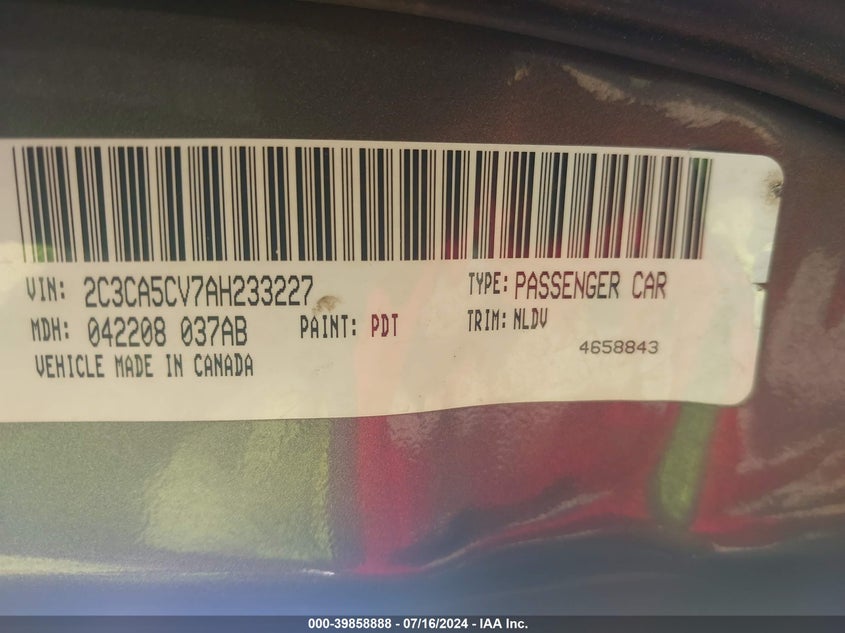 VIN: 2C3CA5CV7AH233227 TYPE: PASSENGER CAR
MDH: 042208 037AB PAINT: PDT TRIM: NLDV
VEHICLE MADE IN CANADA 4658843
000-39858888 - 07/16/2024 - IAA Inc.